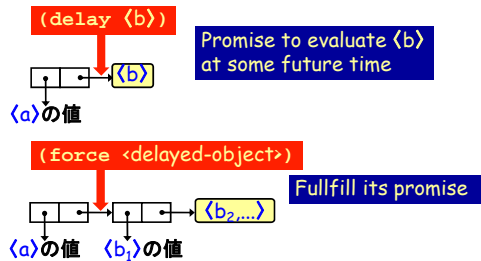 (delay 〈b〉)
Promise to evaluate 〈b〉
at some future time
〈b〉
〈a〉の値
(force <delayed-object>)
Fullfill its promise
〈b₂,...〉
〈a〉の値 〈b₁〉の値